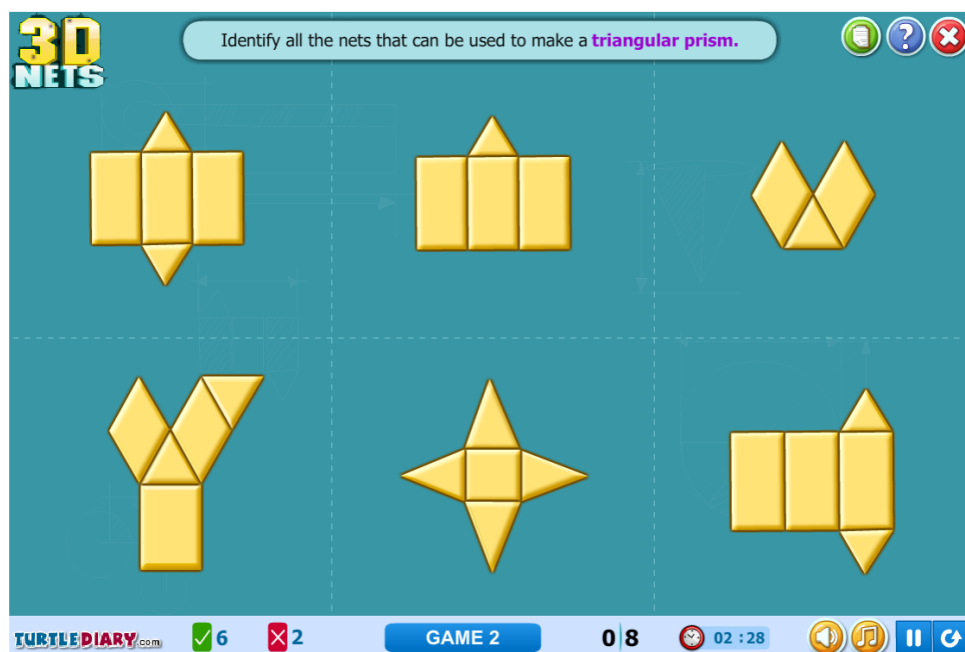 3D
NETS
Identify all the nets that can be used to make a triangular prism.
TURTLEDIARY.com
6
2
GAME 2
0 8
02 : 28
?